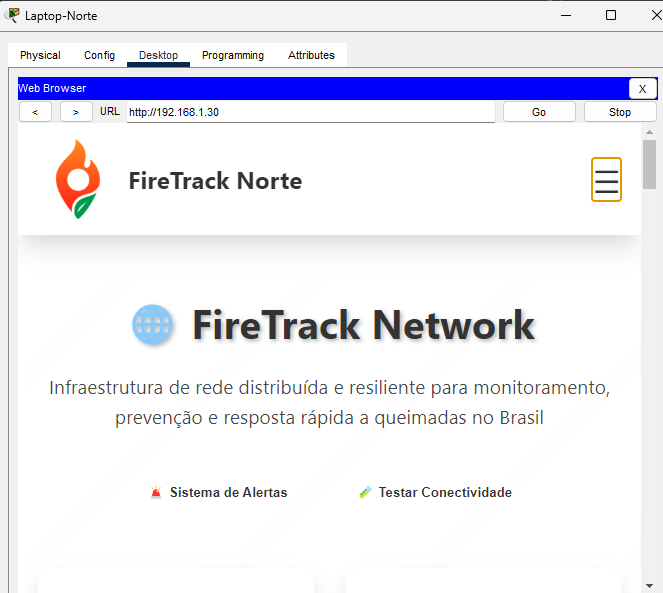 Laptop-Norte
Physical Config Desktop Programming Attributes
Web Browser X
< > URL http://192.168.1.30 Go Stop
FireTrack Norte
FireTrack Network
Infraestrutura de rede distribuída e resiliente para monitoramento,
prevenção e resposta rápida a queimadas no Brasil
Sistema de Alertas Testar Conectividade